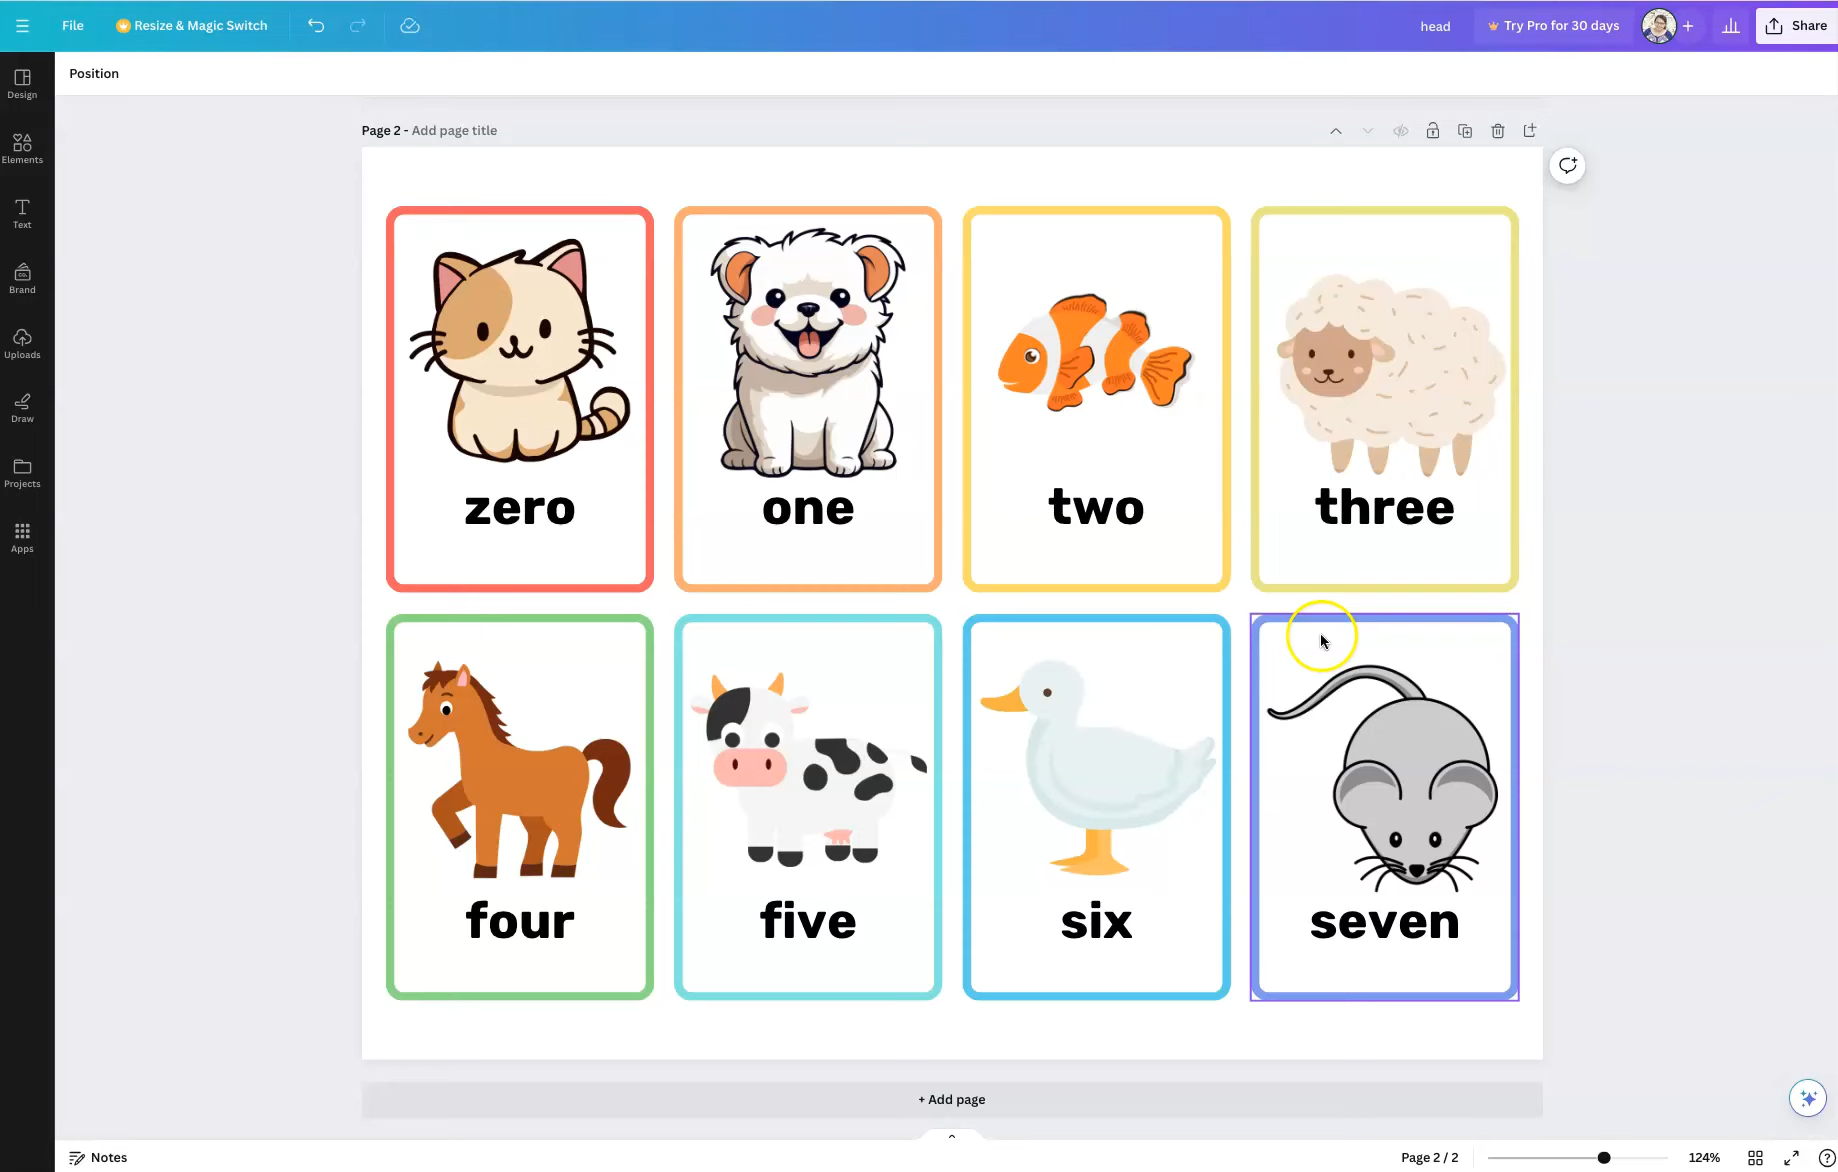 File
Resize & Magic Switch
head
Try Pro for 30 days
Share
Position
Design
Elements
Text
Brand
Uploads
Draw
Projects
Apps
Page 2 - Add page title
zero
one
two
three
four
five
six
seven
+ Add page
Notes
Page 2 / 2
124%